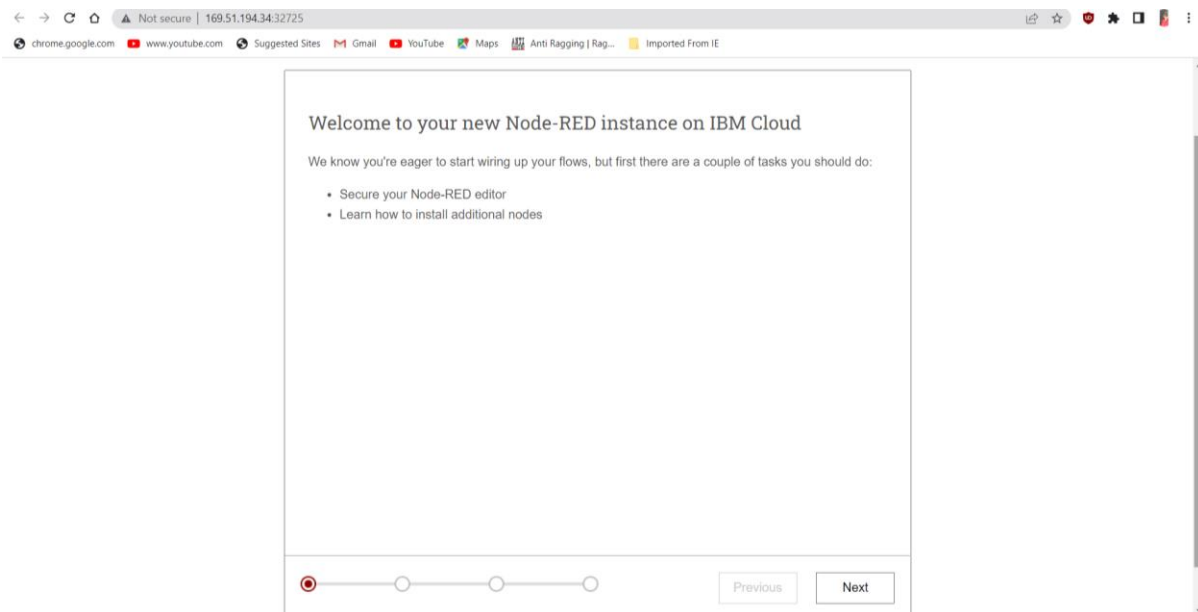 Not secure | 169.51.194.34:32725
chrome.google.com www.youtube.com Suggested Sites Gmail YouTube Maps Anti Ragging | Rag... Imported From IE
Welcome to your new Node-RED instance on IBM Cloud
We know you're eager to start wiring up your flows, but first there are a couple of tasks you should do:
• Secure your Node-RED editor
• Learn how to install additional nodes
Previous Next